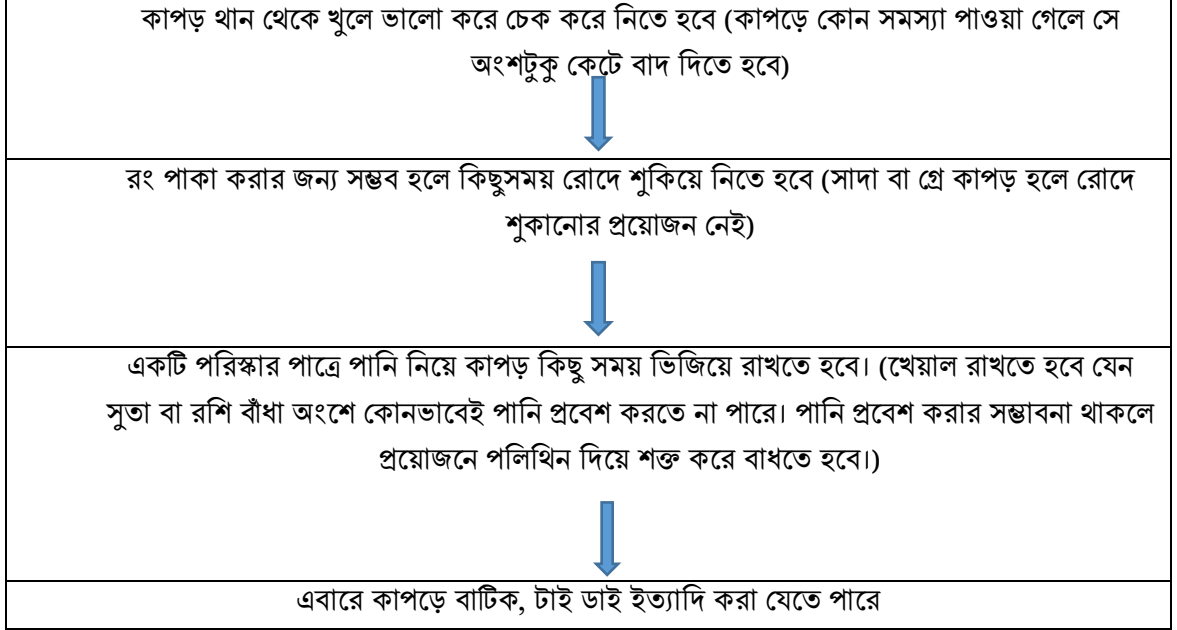 কাপড় থান থেকে খুলে ভালো করে চেক করে নিতে হবে (কাপড়ে কোন সমস্যা পাওয়া গেলে সে
অংশটুকু কেটে বাদ দিতে হবে)
রং পাকা করার জন্য সম্ভব হলে কিছুসময় রোদে শুকিয়ে নিতে হবে (সাদা বা গ্রে কাপড় হলে রোদে
শুকানোর প্রয়োজন নেই)
একটি পরিস্কার পাত্রে পানি নিয়ে কাপড় কিছু সময় ভিজিয়ে রাখতে হবে। (খেয়াল রাখতে হবে যেন
সুতা বা রশি বাঁধা অংশে কোনভাবেই পানি প্রবেশ করতে না পারে। পানি প্রবেশ করার সম্ভাবনা থাকলে
প্রয়োজনে পলিথিন দিয়ে শক্ত করে বাধতে হবে।)
এবারে কাপড়ে বাটিক, টাই ডাই ইত্যাদি করা যেতে পারে